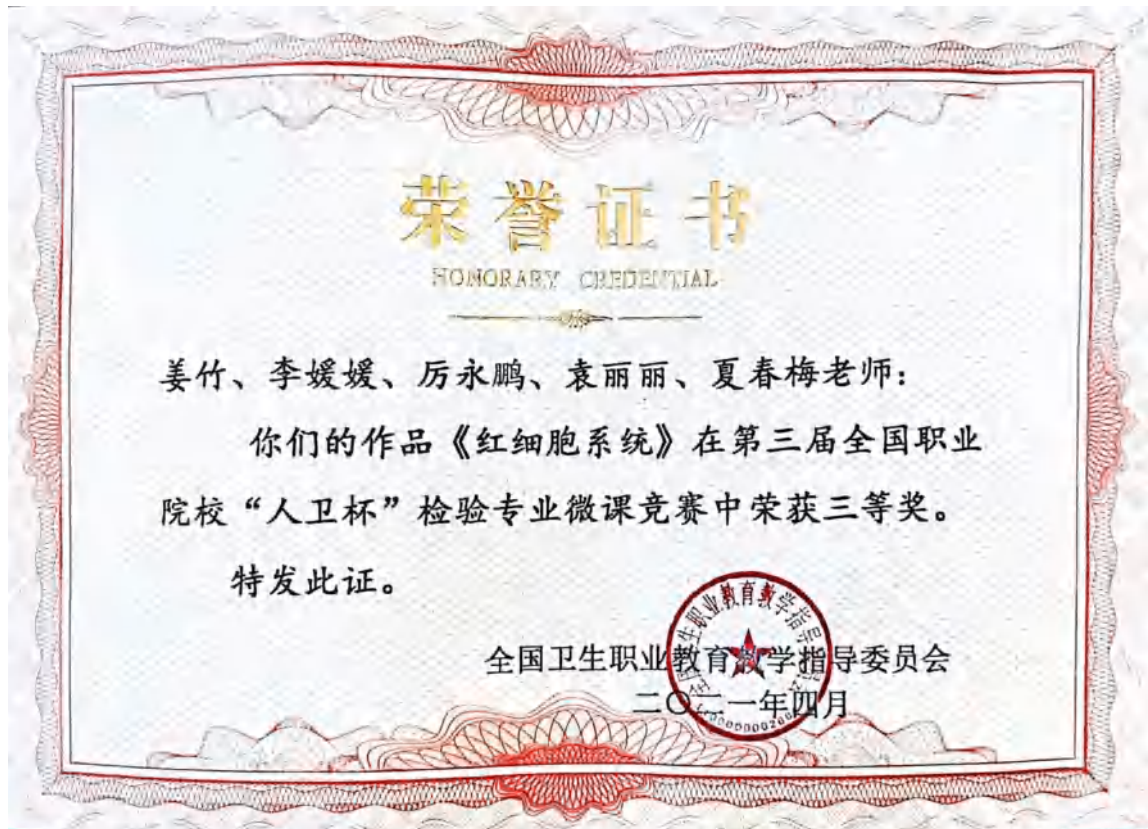 荣誉证书
HONORARY CREDENTIAL
姜竹、李媛媛、厉永鹏、袁丽丽、夏春梅老师：
你们的作品《红细胞系统》在第三届全国职业
院校“人卫杯”检验专业微课竞赛中荣获三等奖。
特发此证。
全国卫生职业教育教学指导委员会
二〇二一年四月